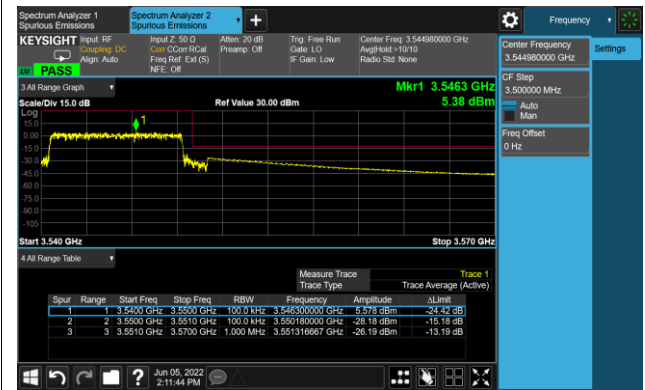 Spectrum Analyzer 1
Spurious Emissions
Spectrum Analyzer 2
Spurious Emissions
Frequency
KEYSIGHT
Input: RF
Coupling: DC
Align: Auto
Input Z: 50 Ω
Corr CCorr RCal
Freq Ref: Ext (S)
NFE: Off
Atten: 20 dB
Preamp: Off
Trig: Free Run
Gate: LO
IF Gain: Low
Center Freq: 3.544980000 GHz
Avg|Hold:>10/10
Radio Std: None
PASS
Center Frequency
3.544980000 GHz
Settings
CF Step
3.500000 MHz
Auto
Man
Freq Offset
0 Hz
3 All Range Graph
Mkr1 3.5463 GHz
Scale/Div 15.0 dB
Ref Value 30.00 dBm
5.38 dBm
Log
15.0
0.00
-15.0
-30.0
-45.0
-60.0
-75.0
-90.0
-105
1
Start 3.540 GHz
Stop 3.570 GHz
4 All Range Table
Measure Trace Trace 1
Trace Type Trace Average (Active)
Spur Range Start Freq Stop Freq RBW Frequency Amplitude ΔLimit
1 1 3.5400 GHz 3.5500 GHz 100.0 kHz 3.546300000 GHz 5.578 dBm -24.42 dB
2 2 3.5500 GHz 3.5510 GHz 100.0 kHz 3.550180000 GHz -28.18 dBm -15.18 dB
3 3 3.5510 GHz 3.5700 GHz 1.000 MHz 3.551316667 GHz -26.19 dBm -13.19 dB
Jun 05, 2022
2:11:44 PM